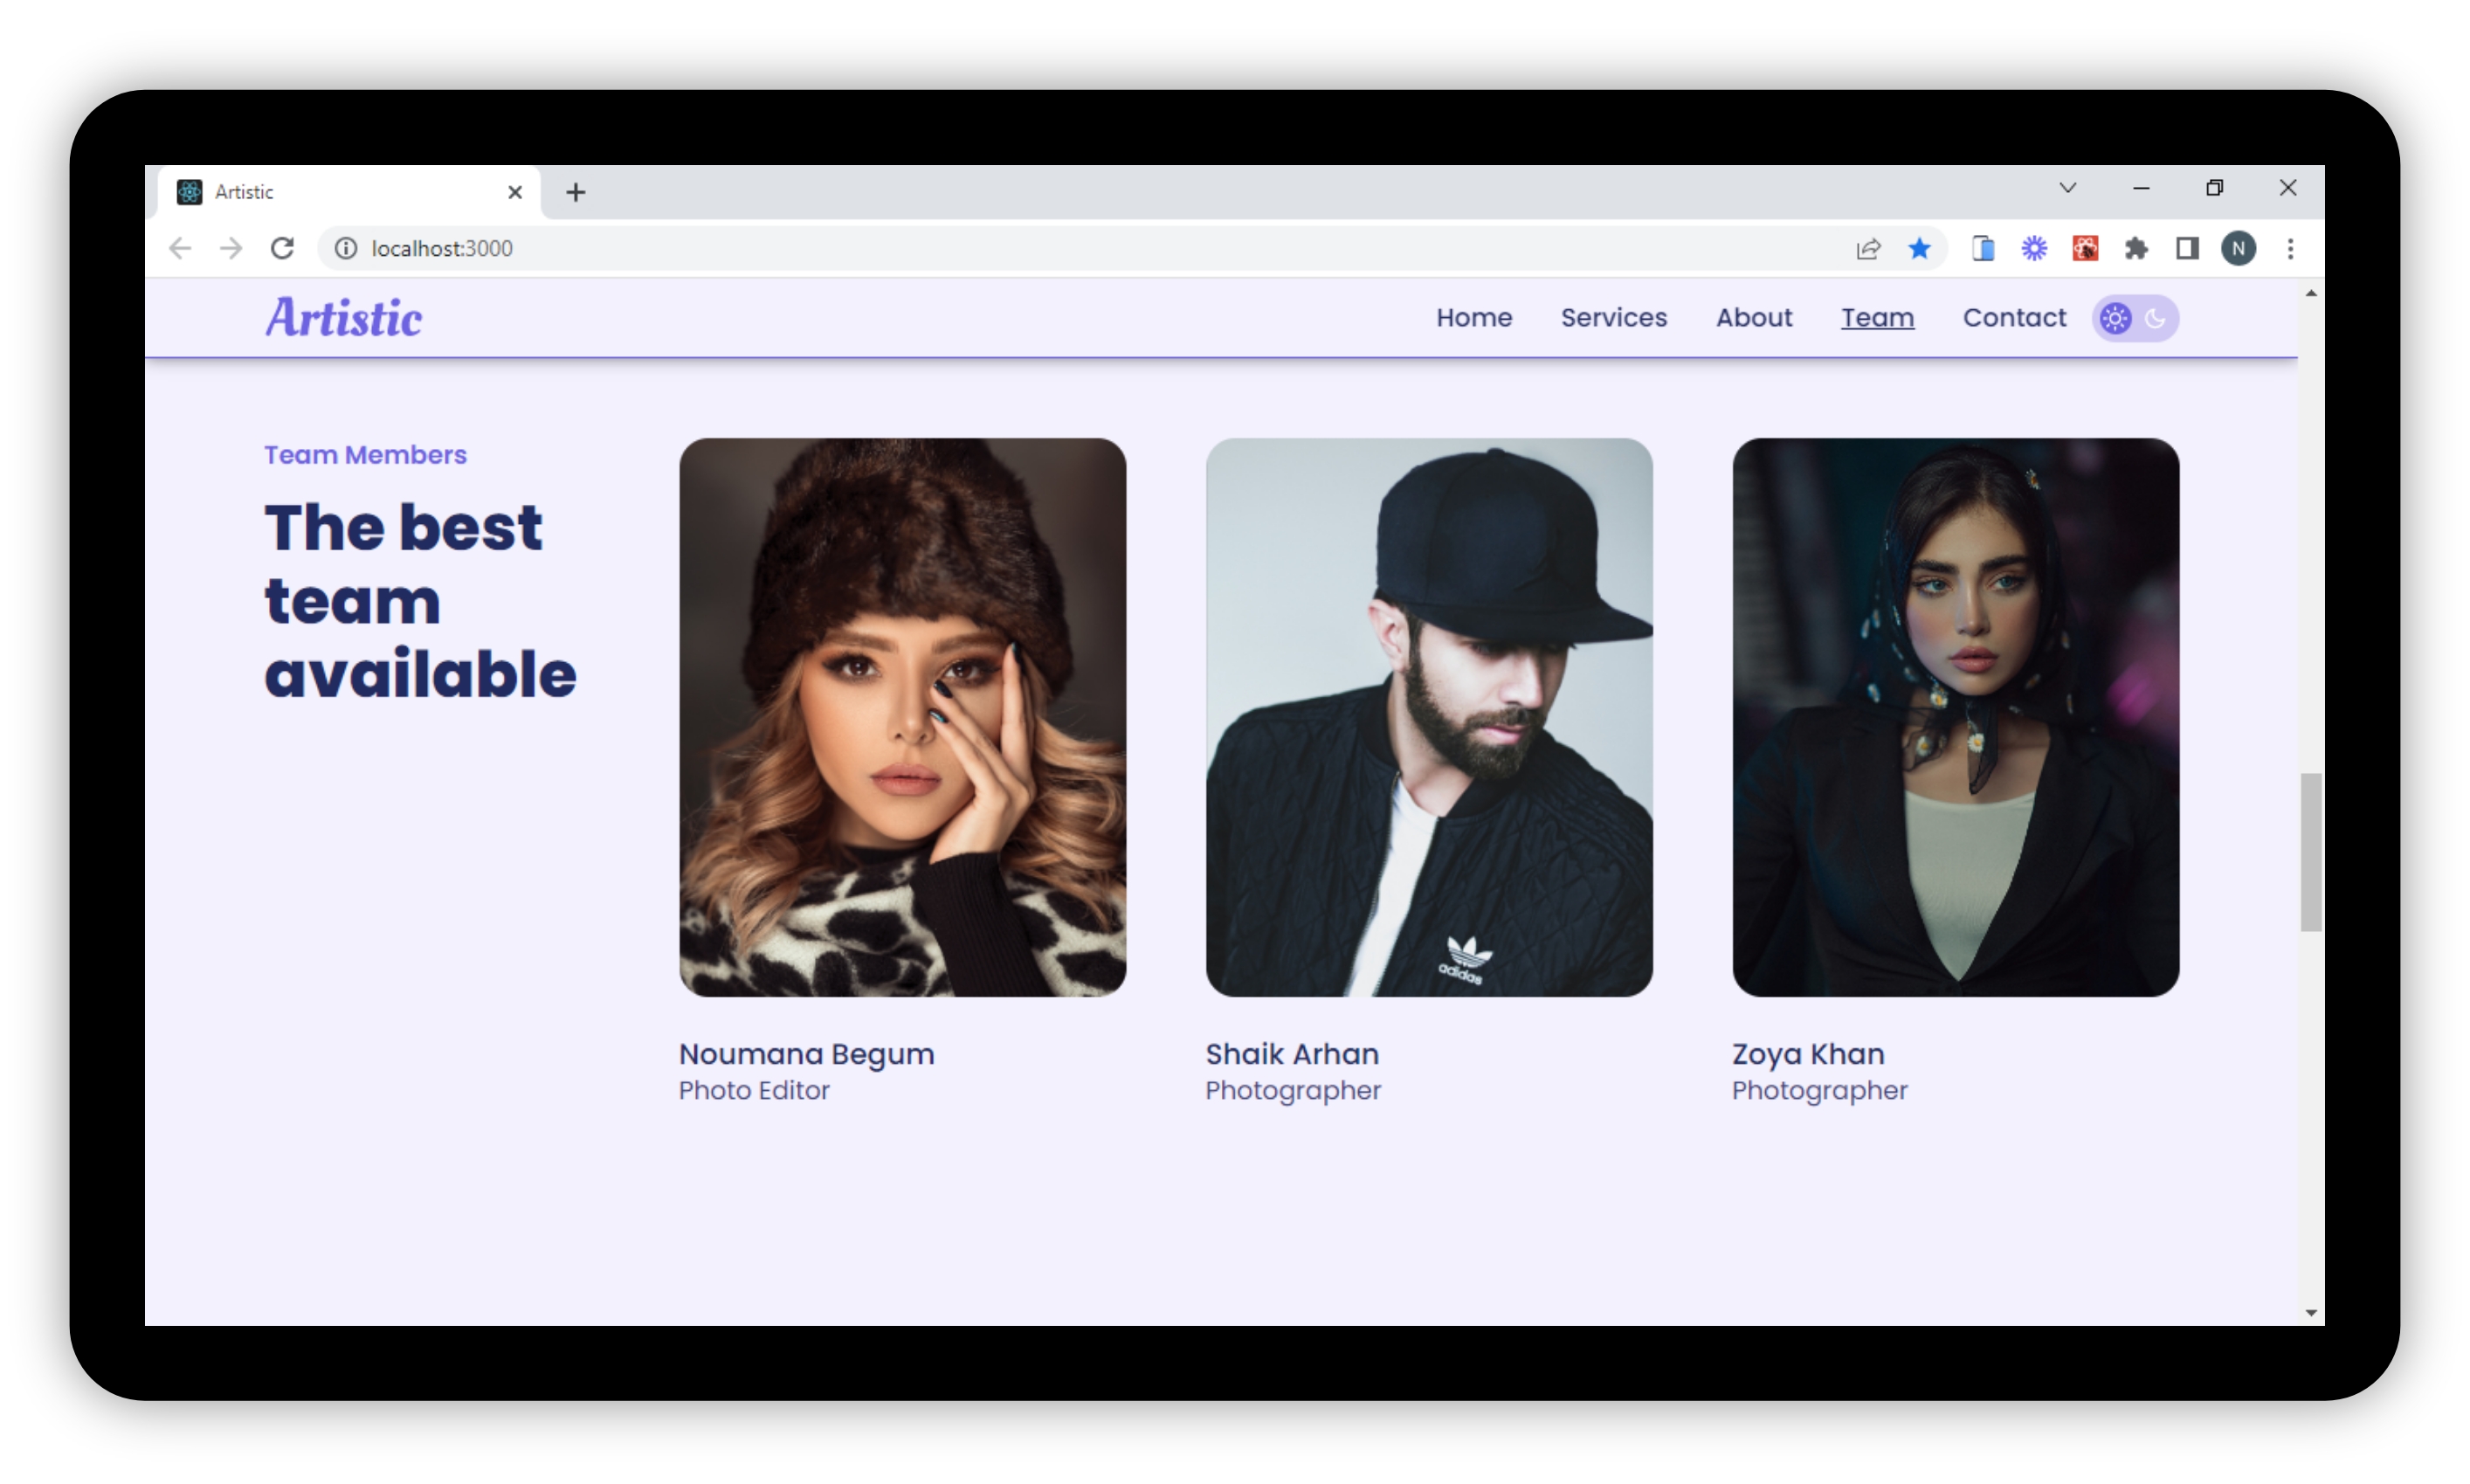 Artistic
localhost:3000
N
Artistic
Home Services About Team Contact
Team Members
The best
team
available
adidas
Noumana Begum
Photo Editor
Shaik Arhan
Photographer
Zoya Khan
Photographer